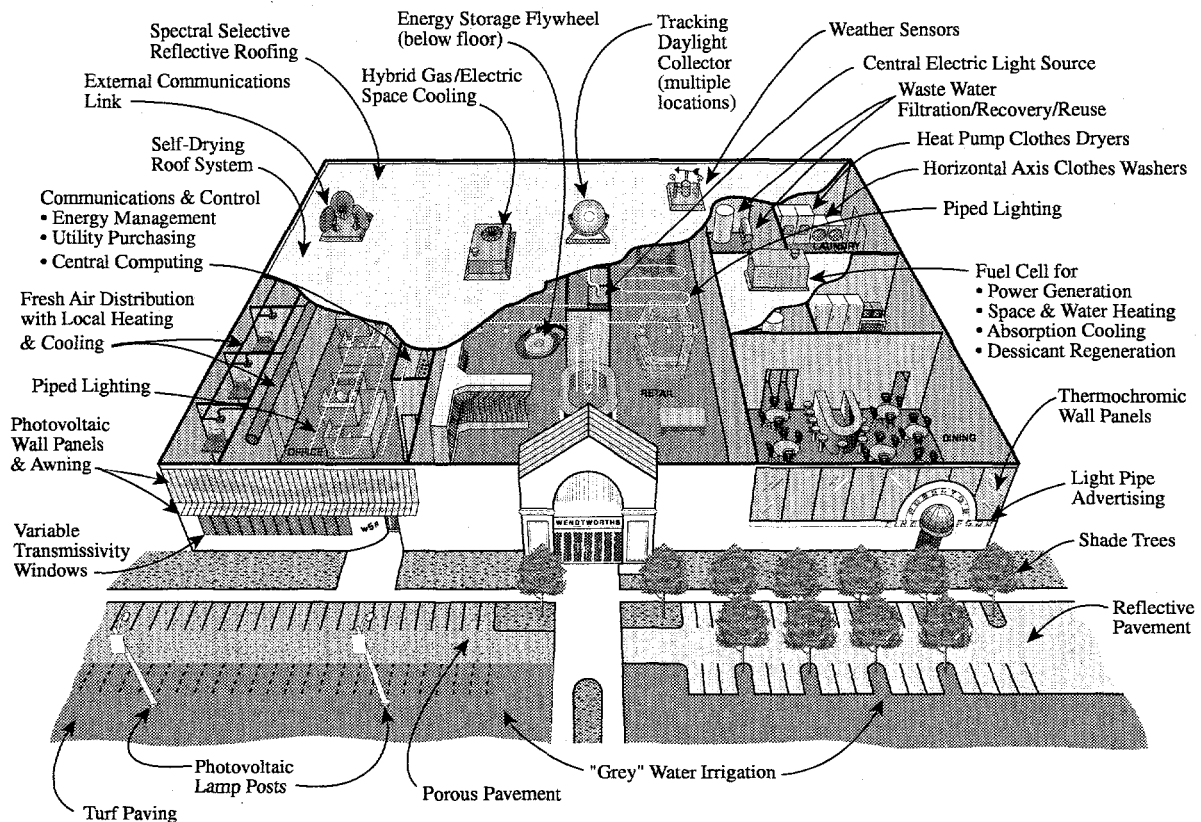 Spectral Selective
Reflective Roofing
External Communications
Link
Self-Drying
Roof System
Communications & Control
• Energy Management
• Utility Purchasing
• Central Computing
Fresh Air Distribution
with Local Heating
& Cooling
Piped Lighting
Photovoltaic
Wall Panels
& Awning
Variable
Transmissivity
Windows
Energy Storage Flywheel
(below floor)
Hybrid Gas/Electric
Space Cooling
Tracking
Daylight
Collector
(multiple
locations)
Weather Sensors
Central Electric Light Source
Waste Water
Filtration/Recovery/Reuse
Heat Pump Clothes Dryers
Horizontal Axis Clothes Washers
Piped Lighting
Fuel Cell for
• Power Generation
• Space & Water Heating
• Absorption Cooling
• Dessicant Regeneration
Thermochromic
Wall Panels
Light Pipe
Advertising
Shade Trees
Reflective
Pavement
LAUNDRY
RETAIL
OFFICE
DINING
WENDTWORTHS
Photovoltaic
Lamp Posts
Turf Paving
Porous Pavement
"Grey" Water Irrigation